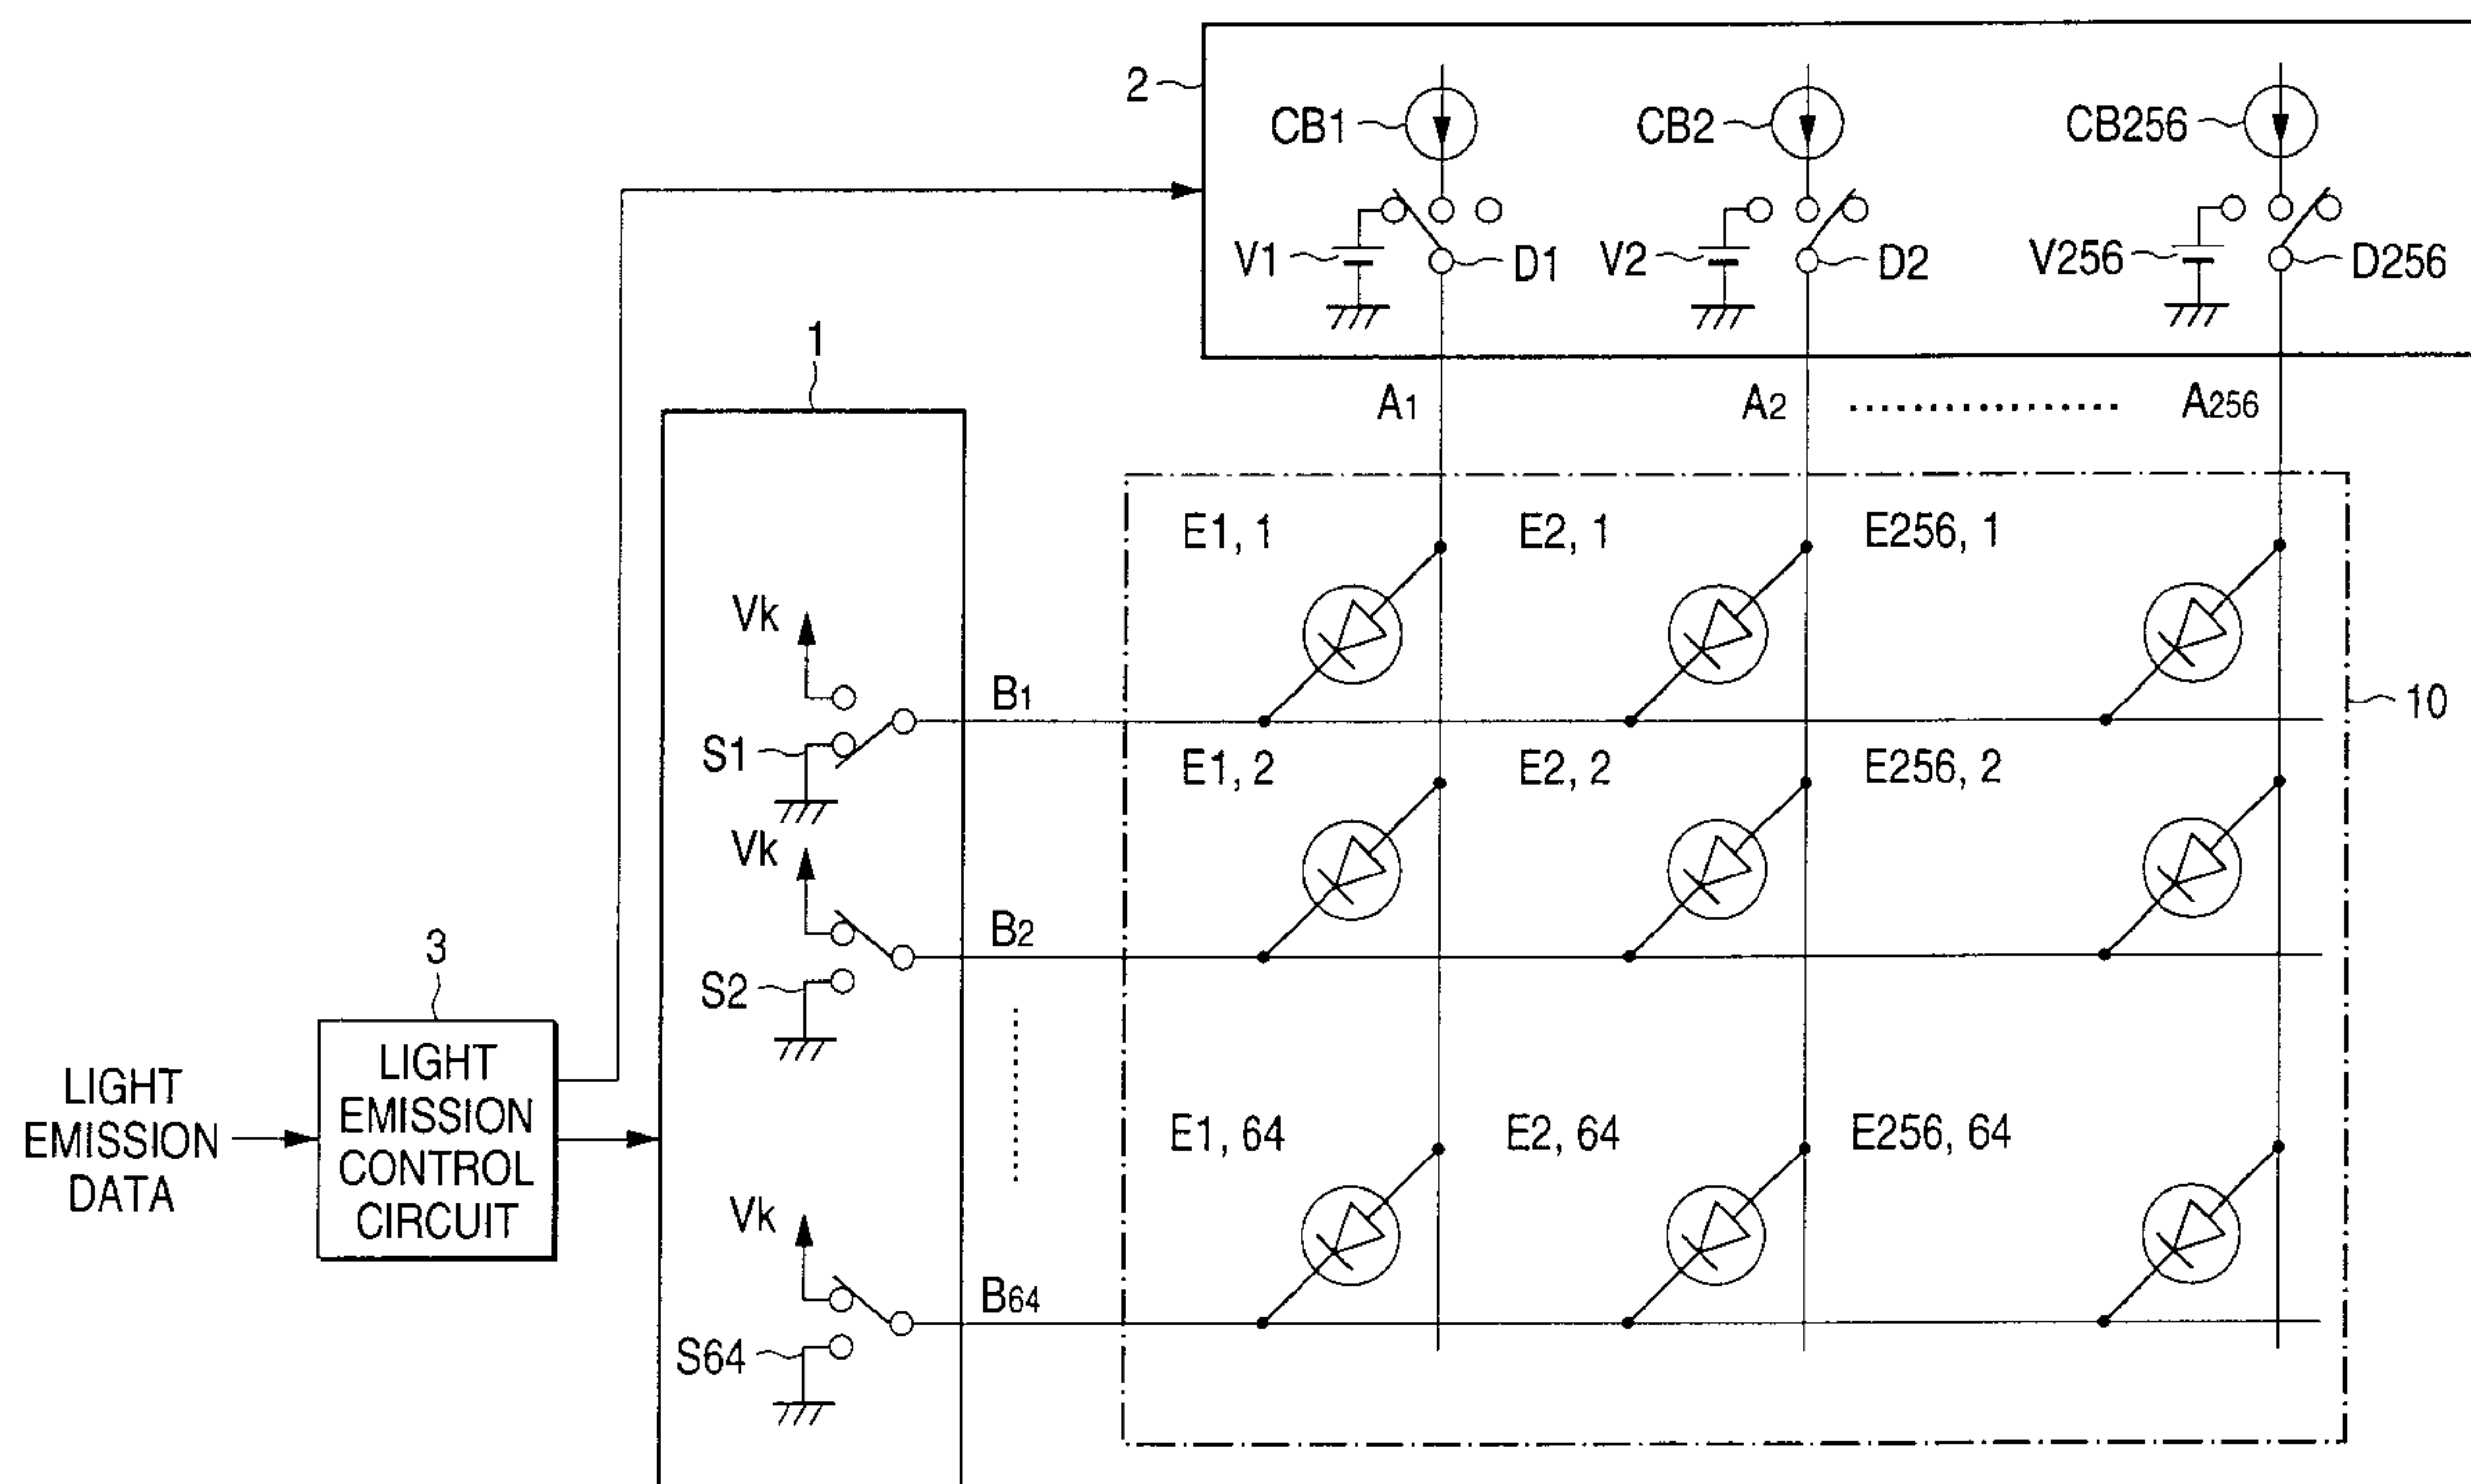 2
CB1
CB2
CB256
V1
D1
V2
D2
V256
D256
1
A1
A2
A256
E1, 1
E2, 1
E256, 1
Vk
B1
10
S1
E1, 2
E2, 2
E256, 2
Vk
B2
3
S2
LIGHT
EMISSION
DATA
LIGHT
EMISSION
CONTROL
CIRCUIT
E1, 64
E2, 64
E256, 64
Vk
B64
S64